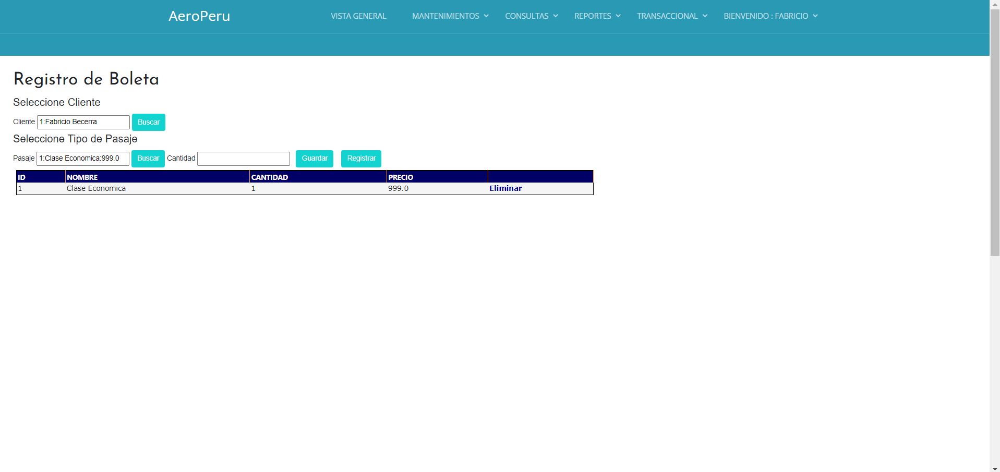 AeroPeru VISTA GENERAL MANTENIMIENTOS CONSULTAS REPORTES TRANSACCIONAL BIENVENIDO : FABRICIO
Registro de Boleta
Seleccione Cliente
Cliente 1:Fabricio Becerra Buscar
Seleccione Tipo de Pasaje
Pasaje 1:Clase Economica:999.0 Buscar Cantidad Guardar Registrar
ID NOMBRE CANTIDAD PRECIO
1 Clase Economica 1 999.0 Eliminar